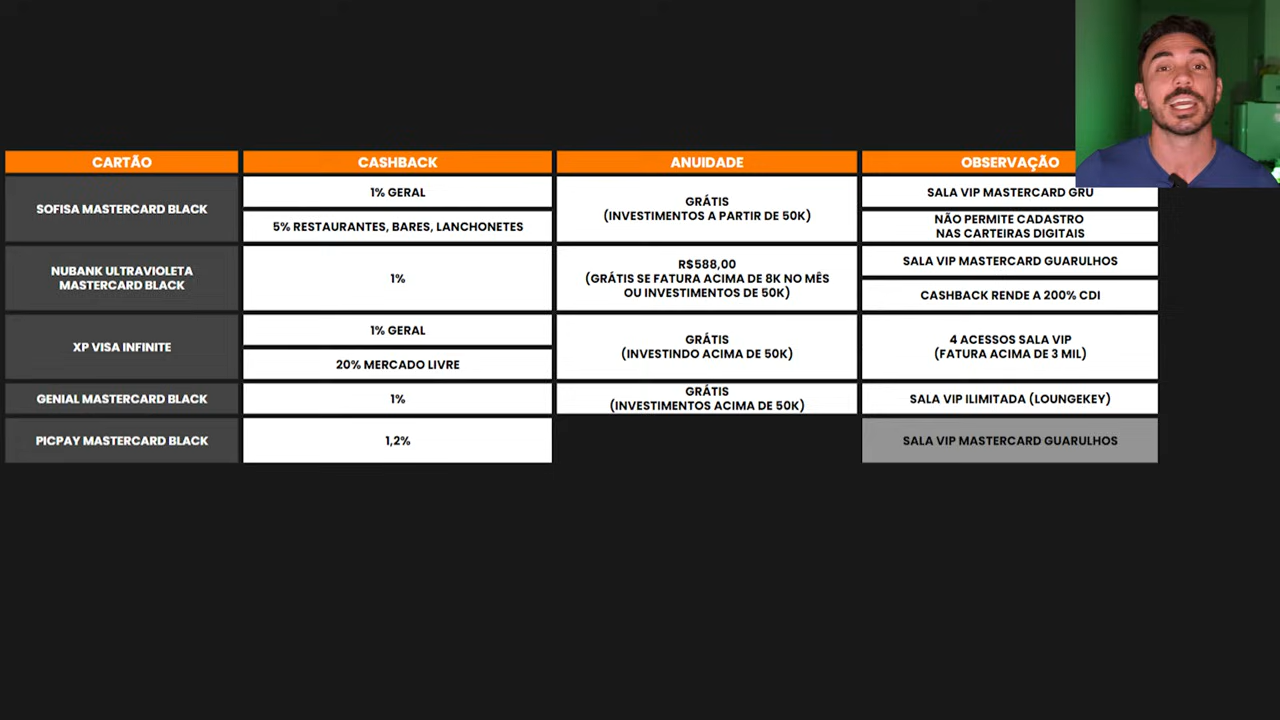 CARTÃO
CASHBACK
ANUIDADE
OBSERVAÇÃO
SOFISA MASTERCARD BLACK
1% GERAL
5% RESTAURANTES, BARES, LANCHONETES
GRÁTIS
(INVESTIMENTOS A PARTIR DE 50K)
SALA VIP MASTERCARD GRU
NÃO PERMITE CADASTRO
NAS CARTEIRAS DIGITAIS
NUBANK ULTRAVIOLETA
MASTERCARD BLACK
1%
R$588,00
(GRÁTIS SE FATURA ACIMA DE 8K NO MÊS
OU INVESTIMENTOS DE 50K)
SALA VIP MASTERCARD GUARULHOS
CASHBACK RENDE A 200% CDI
XP VISA INFINITE
1% GERAL
20% MERCADO LIVRE
GRÁTIS
(INVESTINDO ACIMA DE 50K)
4 ACESSOS SALA VIP
(FATURA ACIMA DE 3 MIL)
GENIAL MASTERCARD BLACK
1%
GRÁTIS
(INVESTIMENTOS ACIMA DE 50K)
SALA VIP ILIMITADA (LOUNGEKEY)
PICPAY MASTERCARD BLACK
1,2%
SALA VIP MASTERCARD GUARULHOS